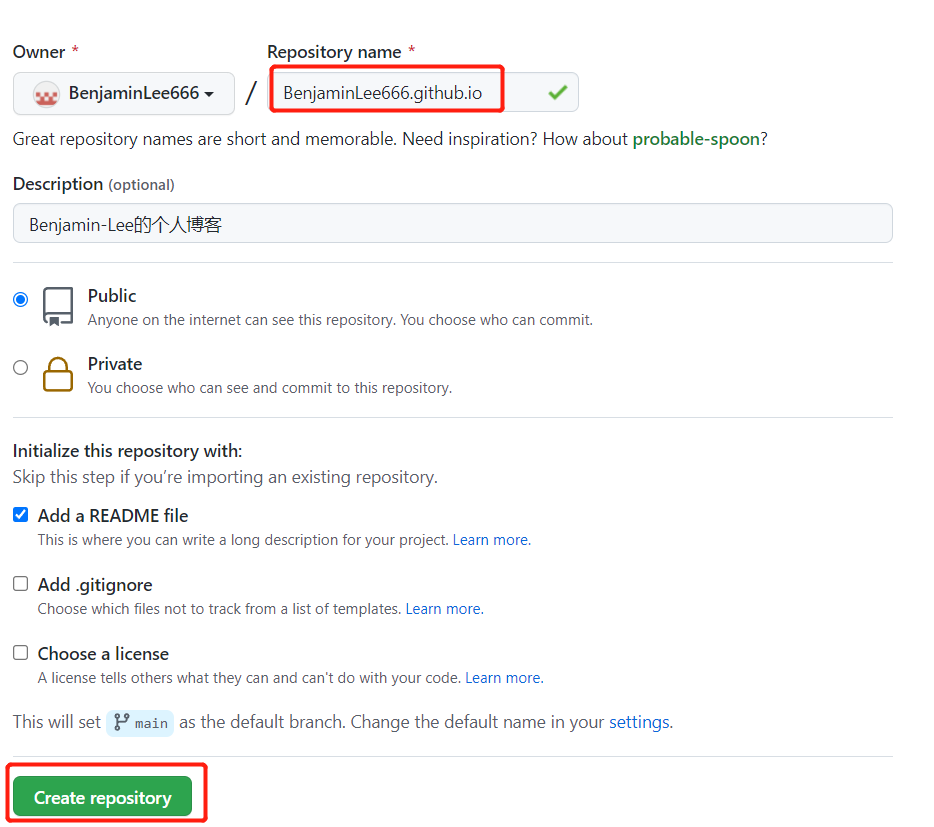 Owner * Repository name *
BenjaminLee666 / BenjaminLee666.github.io
Great repository names are short and memorable. Need inspiration? How about probable-spoon?
Description (optional)
Benjamin-Lee的个人博客
Public
Anyone on the internet can see this repository. You choose who can commit.
Private
You choose who can see and commit to this repository.
Initialize this repository with:
Skip this step if you’re importing an existing repository.
Add a README file
This is where you can write a long description for your project. Learn more.
Add .gitignore
Choose which files not to track from a list of templates. Learn more.
Choose a license
A license tells others what they can and can't do with your code. Learn more.
This will set main as the default branch. Change the default name in your settings.
Create repository